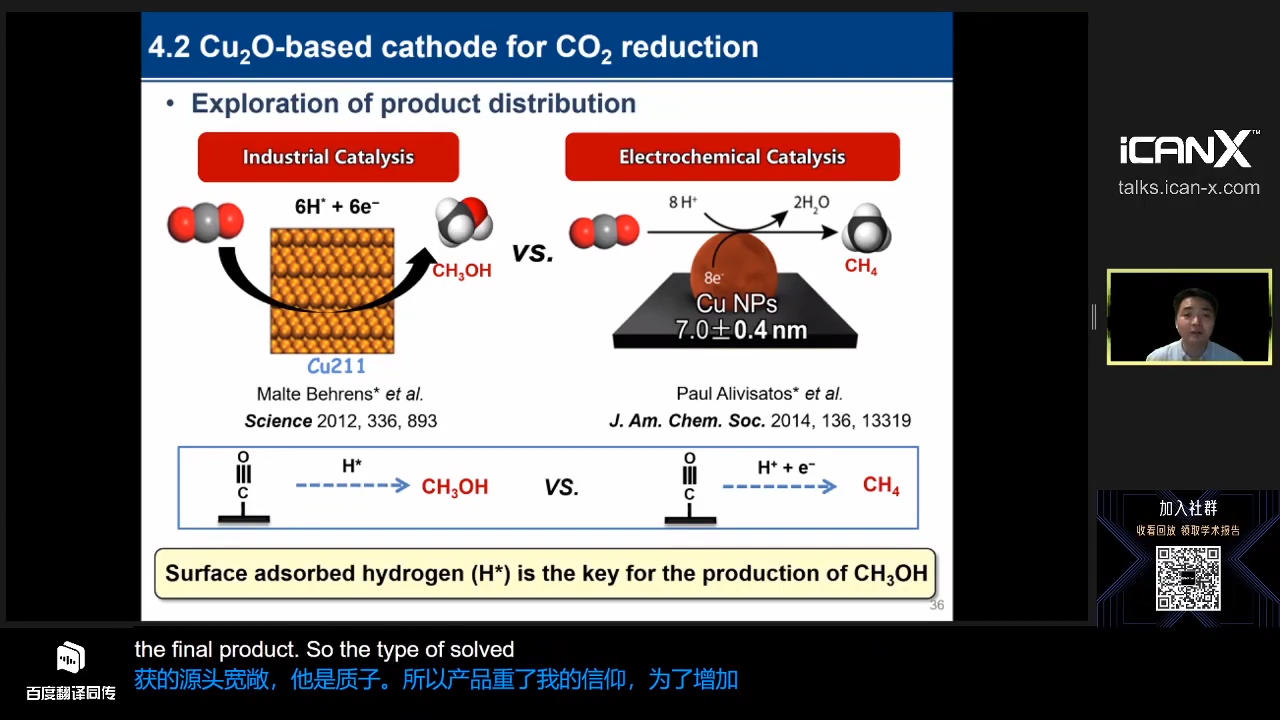 4.2 Cu₂O-based cathode for CO₂ reduction
• Exploration of product distribution
Industrial Catalysis
Electrochemical Catalysis
6H* + 6e⁻
CH₃OH
Cu211
vs.
8 H⁺
2H₂O
8e⁻
CH₄
Cu NPs
7.0±0.4 nm
Malte Behrens* et al.
Science 2012, 336, 893
Paul Alivisatos* et al.
J. Am. Chem. Soc. 2014, 136, 13319
O
C
H*
CH₃OH
VS.
O
C
H⁺ + e⁻
CH₄
Surface adsorbed hydrogen (H*) is the key for the production of CH₃OH
36
iCANX™
talks.ican-x.com
加入社群
收看回放 领取学术报告
百度翻译同传
the final product. So the type of solved
获的源头宽敞，他是质子。所以产品重了我的信仰，为了增加